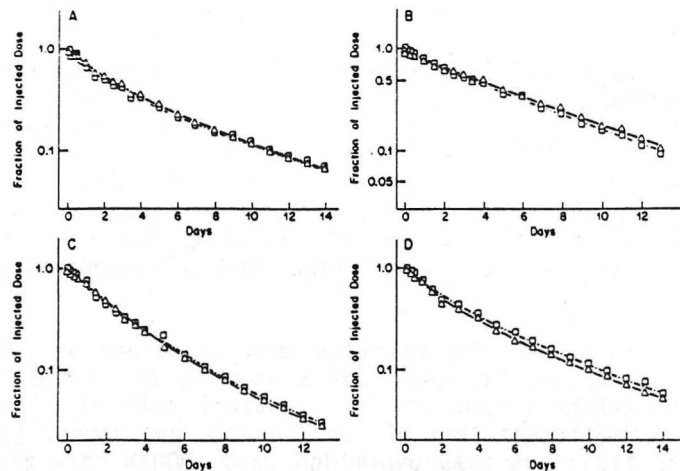 A
Fraction of Injected Dose
1.0
0.1
0 2 4 6 8 10 12 14
Days
B
Fraction of Injected Dose
1.0
0.5
0.1
0.05
0 2 4 6 8 10 12 14
Days
C
Fraction of Injected Dose
1.0
0.1
0 2 4 6 8 10 12 14
Days
D
Fraction of Injected Dose
1.0
0.1
0 2 4 6 8 10 12 14
Days